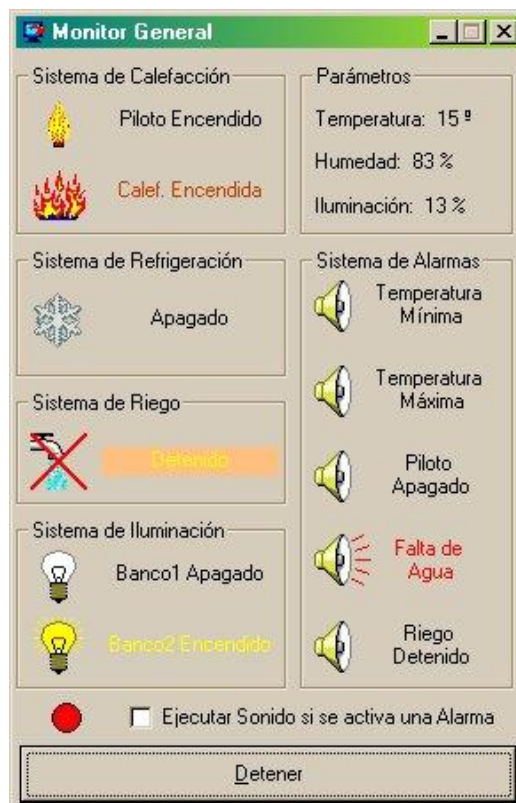 Monitor General
Sistema de Calefacción
Piloto Encendido
Calef. Encendida
Parámetros
Temperatura: 15 º
Humedad: 83 %
Iluminación: 13 %
Sistema de Refrigeración
Apagado
Sistema de Riego
Detenido
Sistema de Iluminación
Banco1 Apagado
Banco2 Encendido
Sistema de Alarmas
Temperatura
Mínima
Temperatura
Máxima
Piloto
Apagado
Falta de
Agua
Riego
Detenido
Ejecutar Sonido si se activa una Alarma
Detener